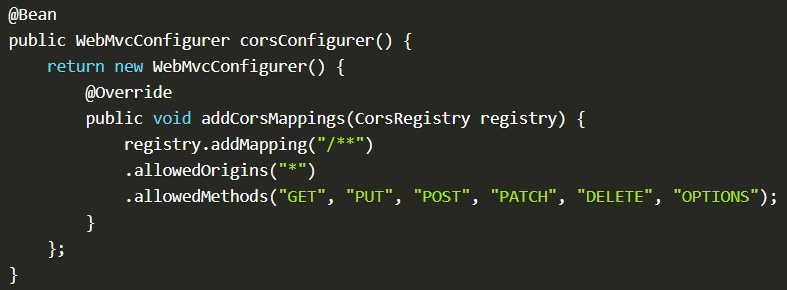 @Bean
public WebMvcConfigurer corsConfigurer() {
    return new WebMvcConfigurer() {
        @Override
        public void addCorsMappings(CorsRegistry registry) {
            registry.addMapping("/**")
            .allowedOrigins("*")
            .allowedMethods("GET", "PUT", "POST", "PATCH", "DELETE", "OPTIONS");
        }
    };
}